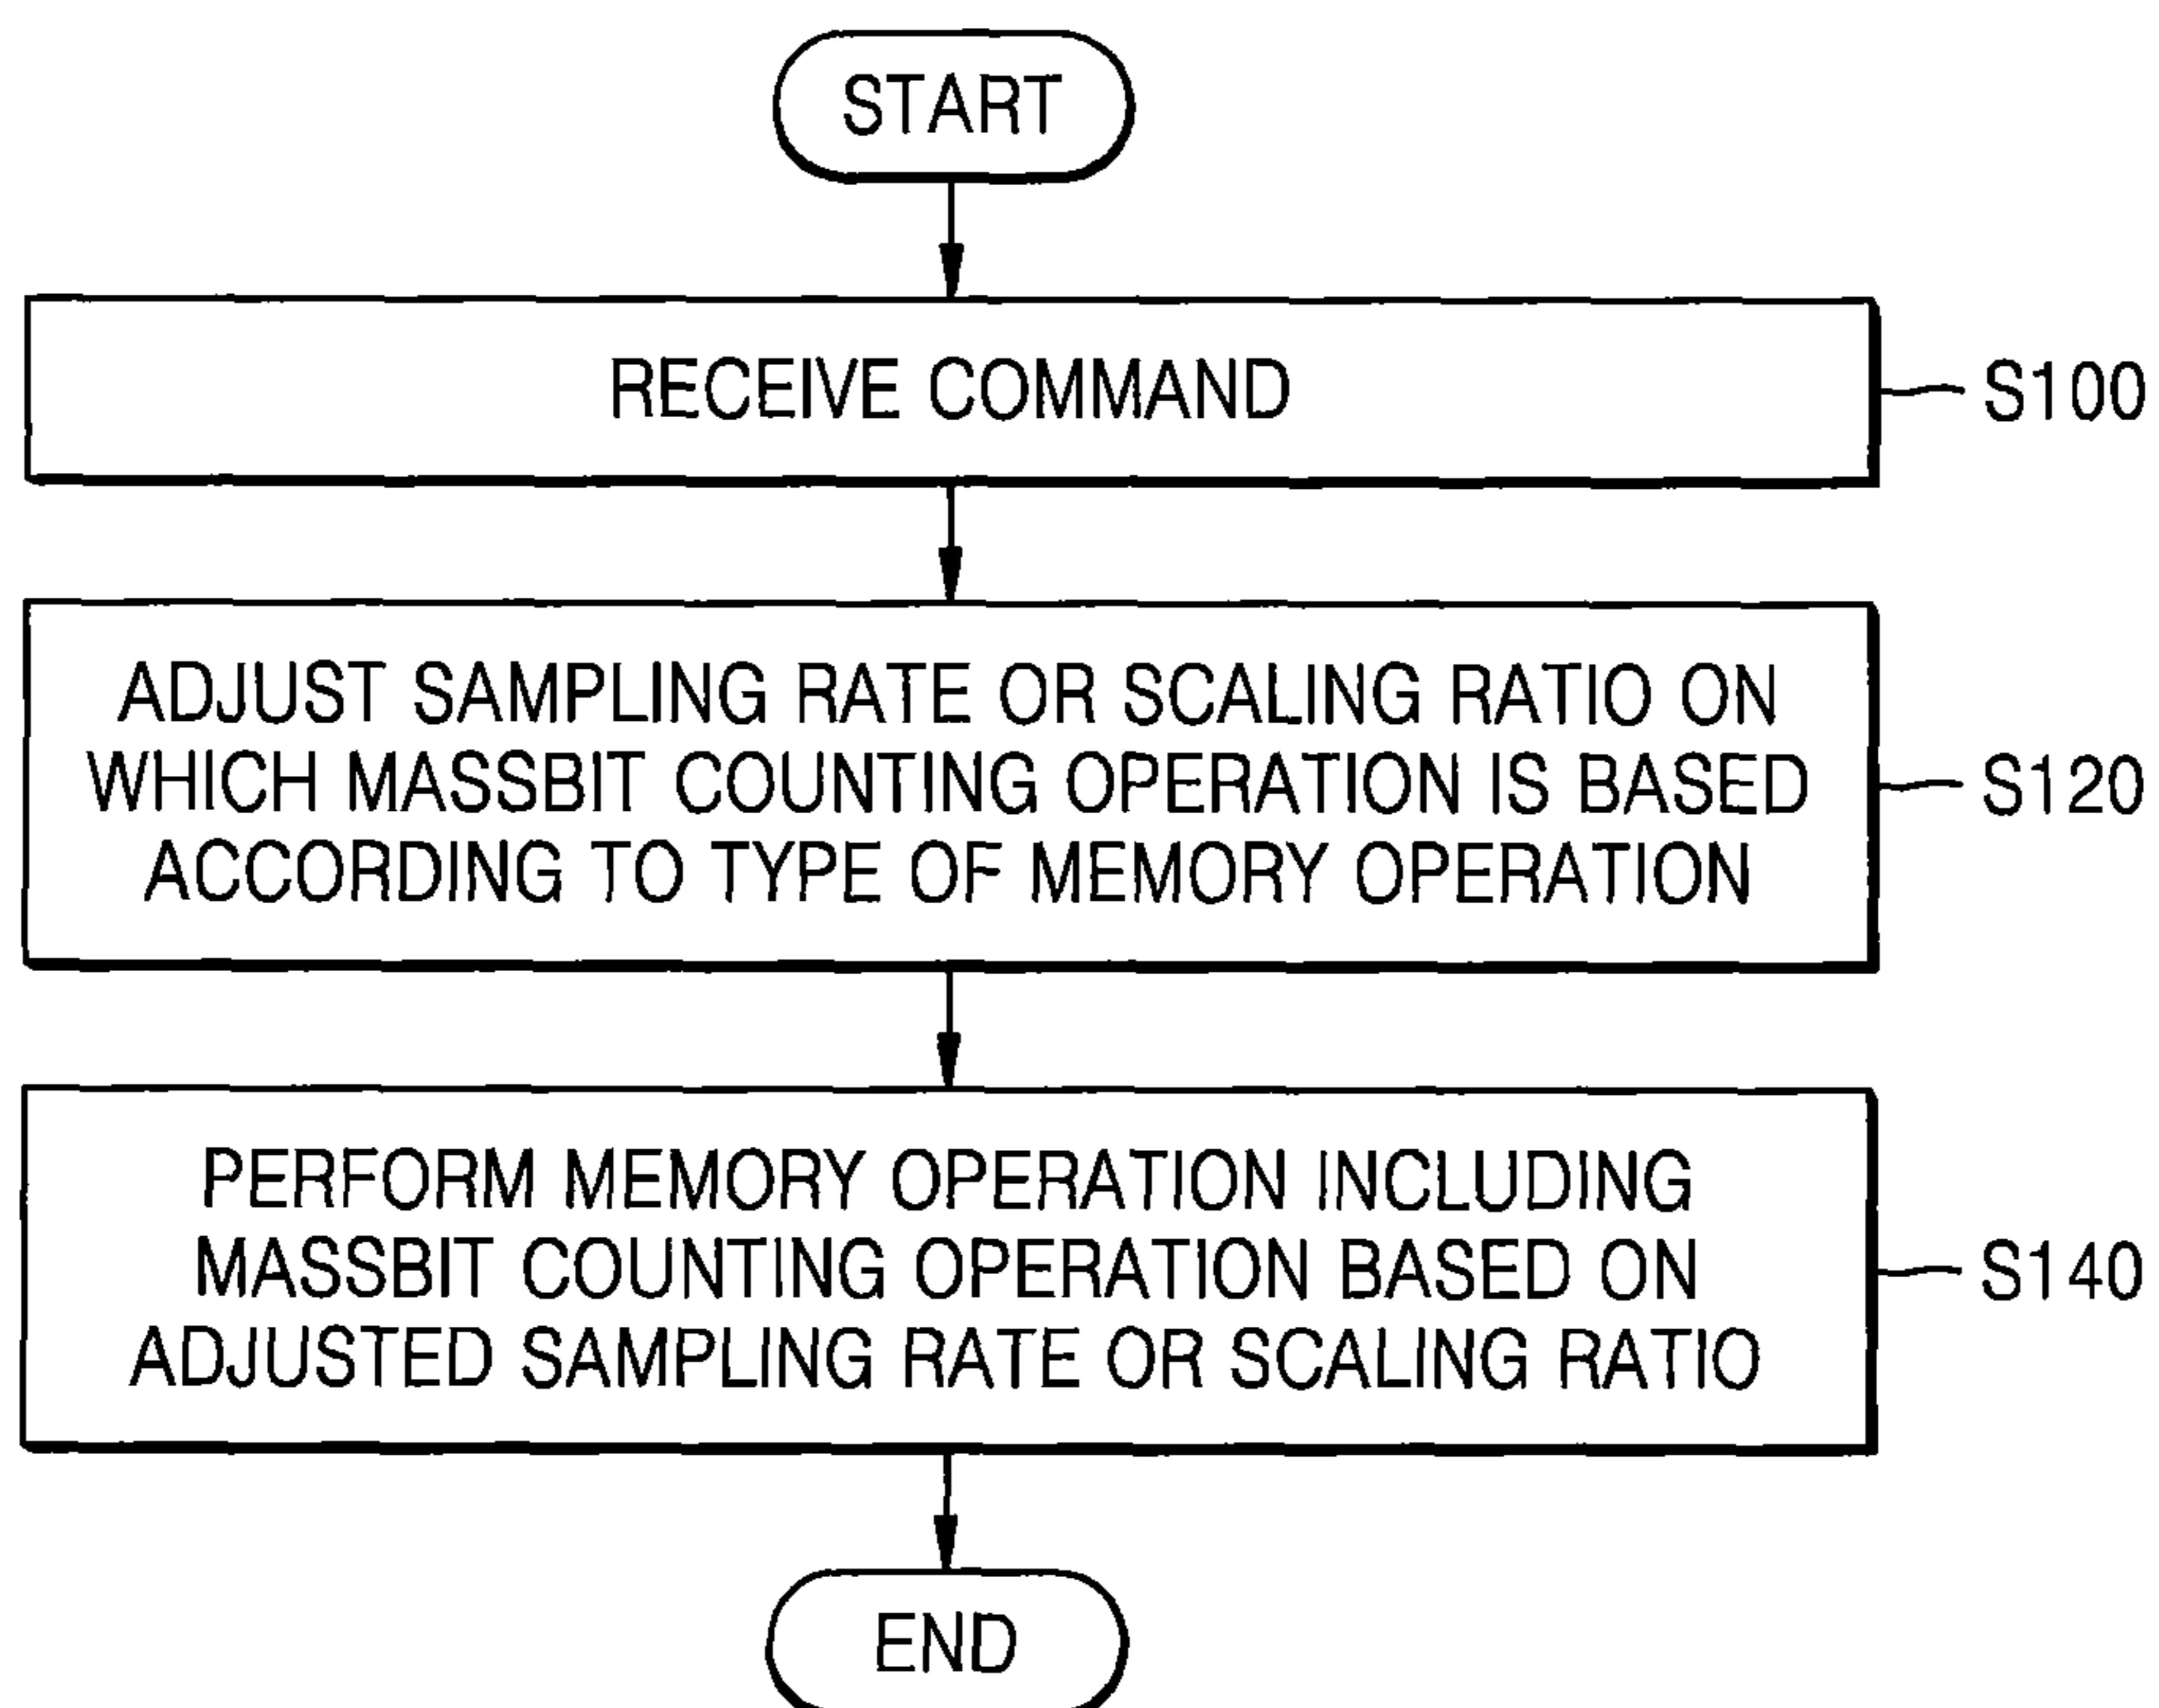 START
RECEIVE COMMAND
S100
ADJUST SAMPLING RATE OR SCALING RATIO ON
WHICH MASSBIT COUNTING OPERATION IS BASED
ACCORDING TO TYPE OF MEMORY OPERATION
S120
PERFORM MEMORY OPERATION INCLUDING
MASSBIT COUNTING OPERATION BASED ON
ADJUSTED SAMPLING RATE OR SCALING RATIO
S140
END